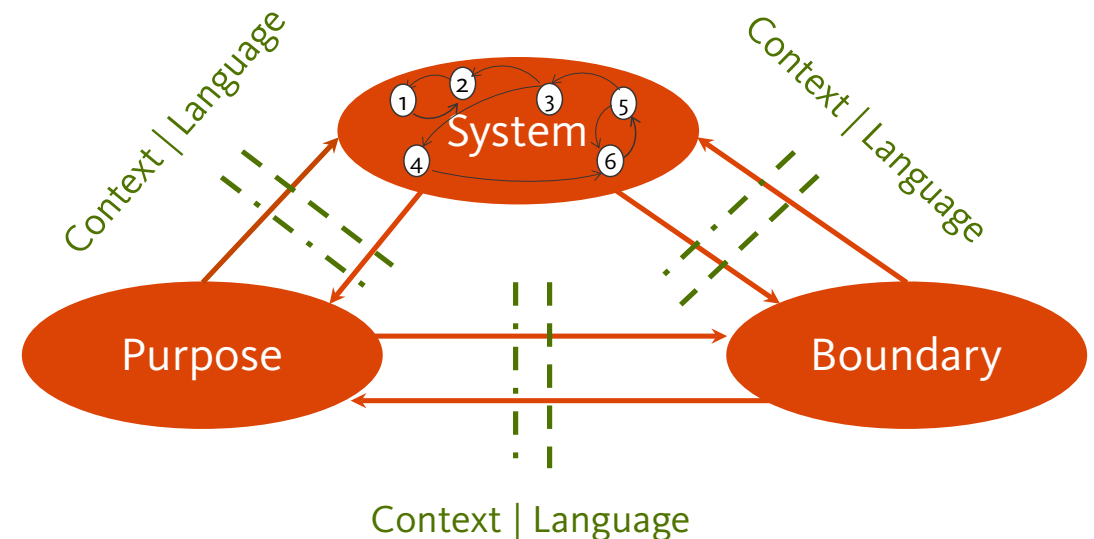 Context | Language
Context | Language
2
1
3
5
System
4
6
Purpose
Boundary
Context | Language